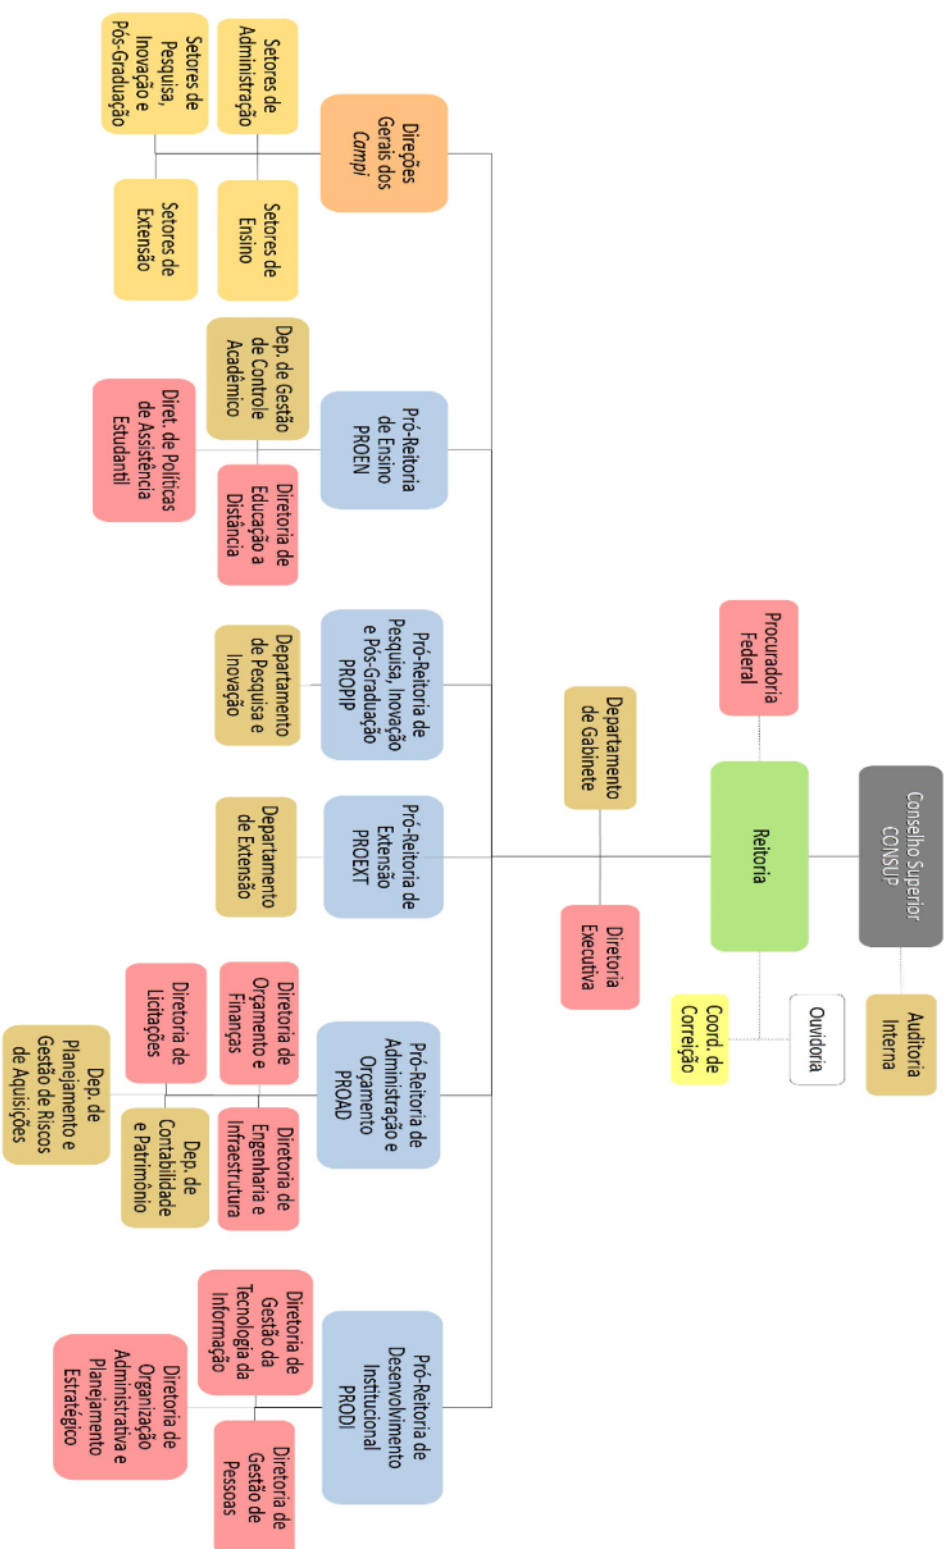 Conselho Superior
CONSUP
Auditoria
Interna
Procuradoria
Federal
Reitoria
Ouvidoria
Coord. de
Correição
Departamento
de Gabinete
Diretoria
Executiva
Direções
Gerais dos
Campi
Setores de
Administração
Setores de
Ensino
Setores de
Pesquisa,
Inovação e
Pós-Graduação
Setores de
Extensão
Pró-Reitoria
de Ensino
PROEN
Dep. de Gestão
de Controle
Acadêmico
Diretoria de
Educação a
Distância
Diret. de Políticas
de Assistência
Estudantil
Pró-Reitoria de
Pesquisa, Inovação
e Pós-Graduação
PROPIP
Departamento
de Pesquisa e
Inovação
Pró-Reitoria de
Extensão
PROEXT
Departamento
de Extensão
Pró-Reitoria de
Administração e
Orçamento
PROAD
Diretoria de
Orçamento e
Finanças
Diretoria de
Engenharia e
Infraestrutura
Diretoria de
Licitações
Dep. de
Contabilidade
e Patrimônio
Dep. de
Planejamento e
Gestão de Riscos
de Aquisições
Pró-Reitoria de
Desenvolvimento
Institucional
PRODI
Diretoria de
Gestão da
Tecnologia da
Informação
Diretoria de
Gestão de
Pessoas
Diretoria de
Organização
Administrativa e
Planejamento
Estratégico